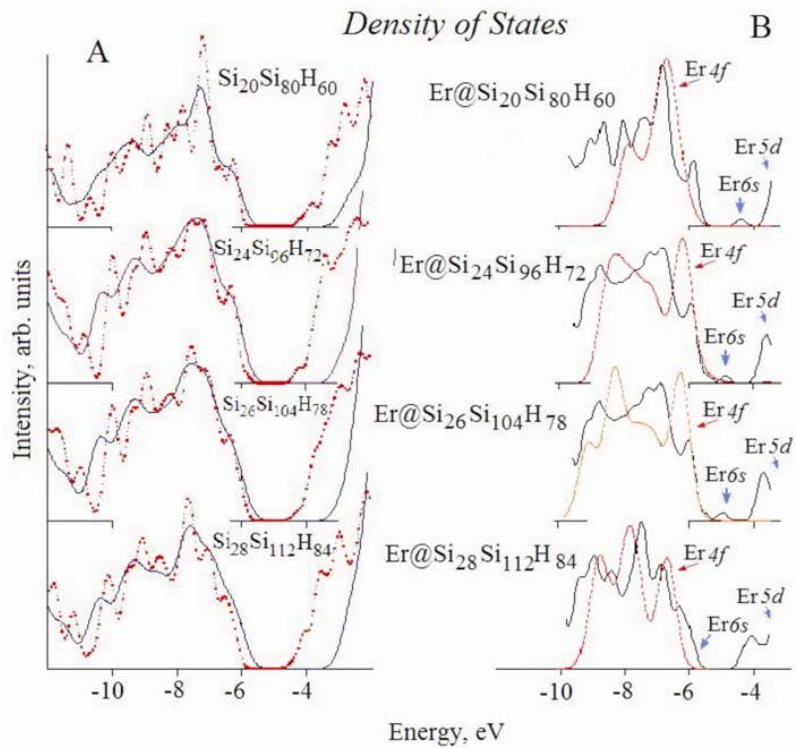 Density of States
A
B
Si20Si80H60
Er@Si20Si80H60
Er 4f
Er 5d
Er6s
Si24Si96H72
Er@Si24Si96H72
Er 4f
Er 5d
Er6s
Si26Si104H78
Er@Si26Si104H78
Er 4f
Er 5d
Er6s
Si28Si112H84
Er@Si28Si112H84
Er 4f
Er 5d
Er6s
Intensity, arb. units
-10 -8 -6 -4
-10 -8 -6 -4
Energy, eV